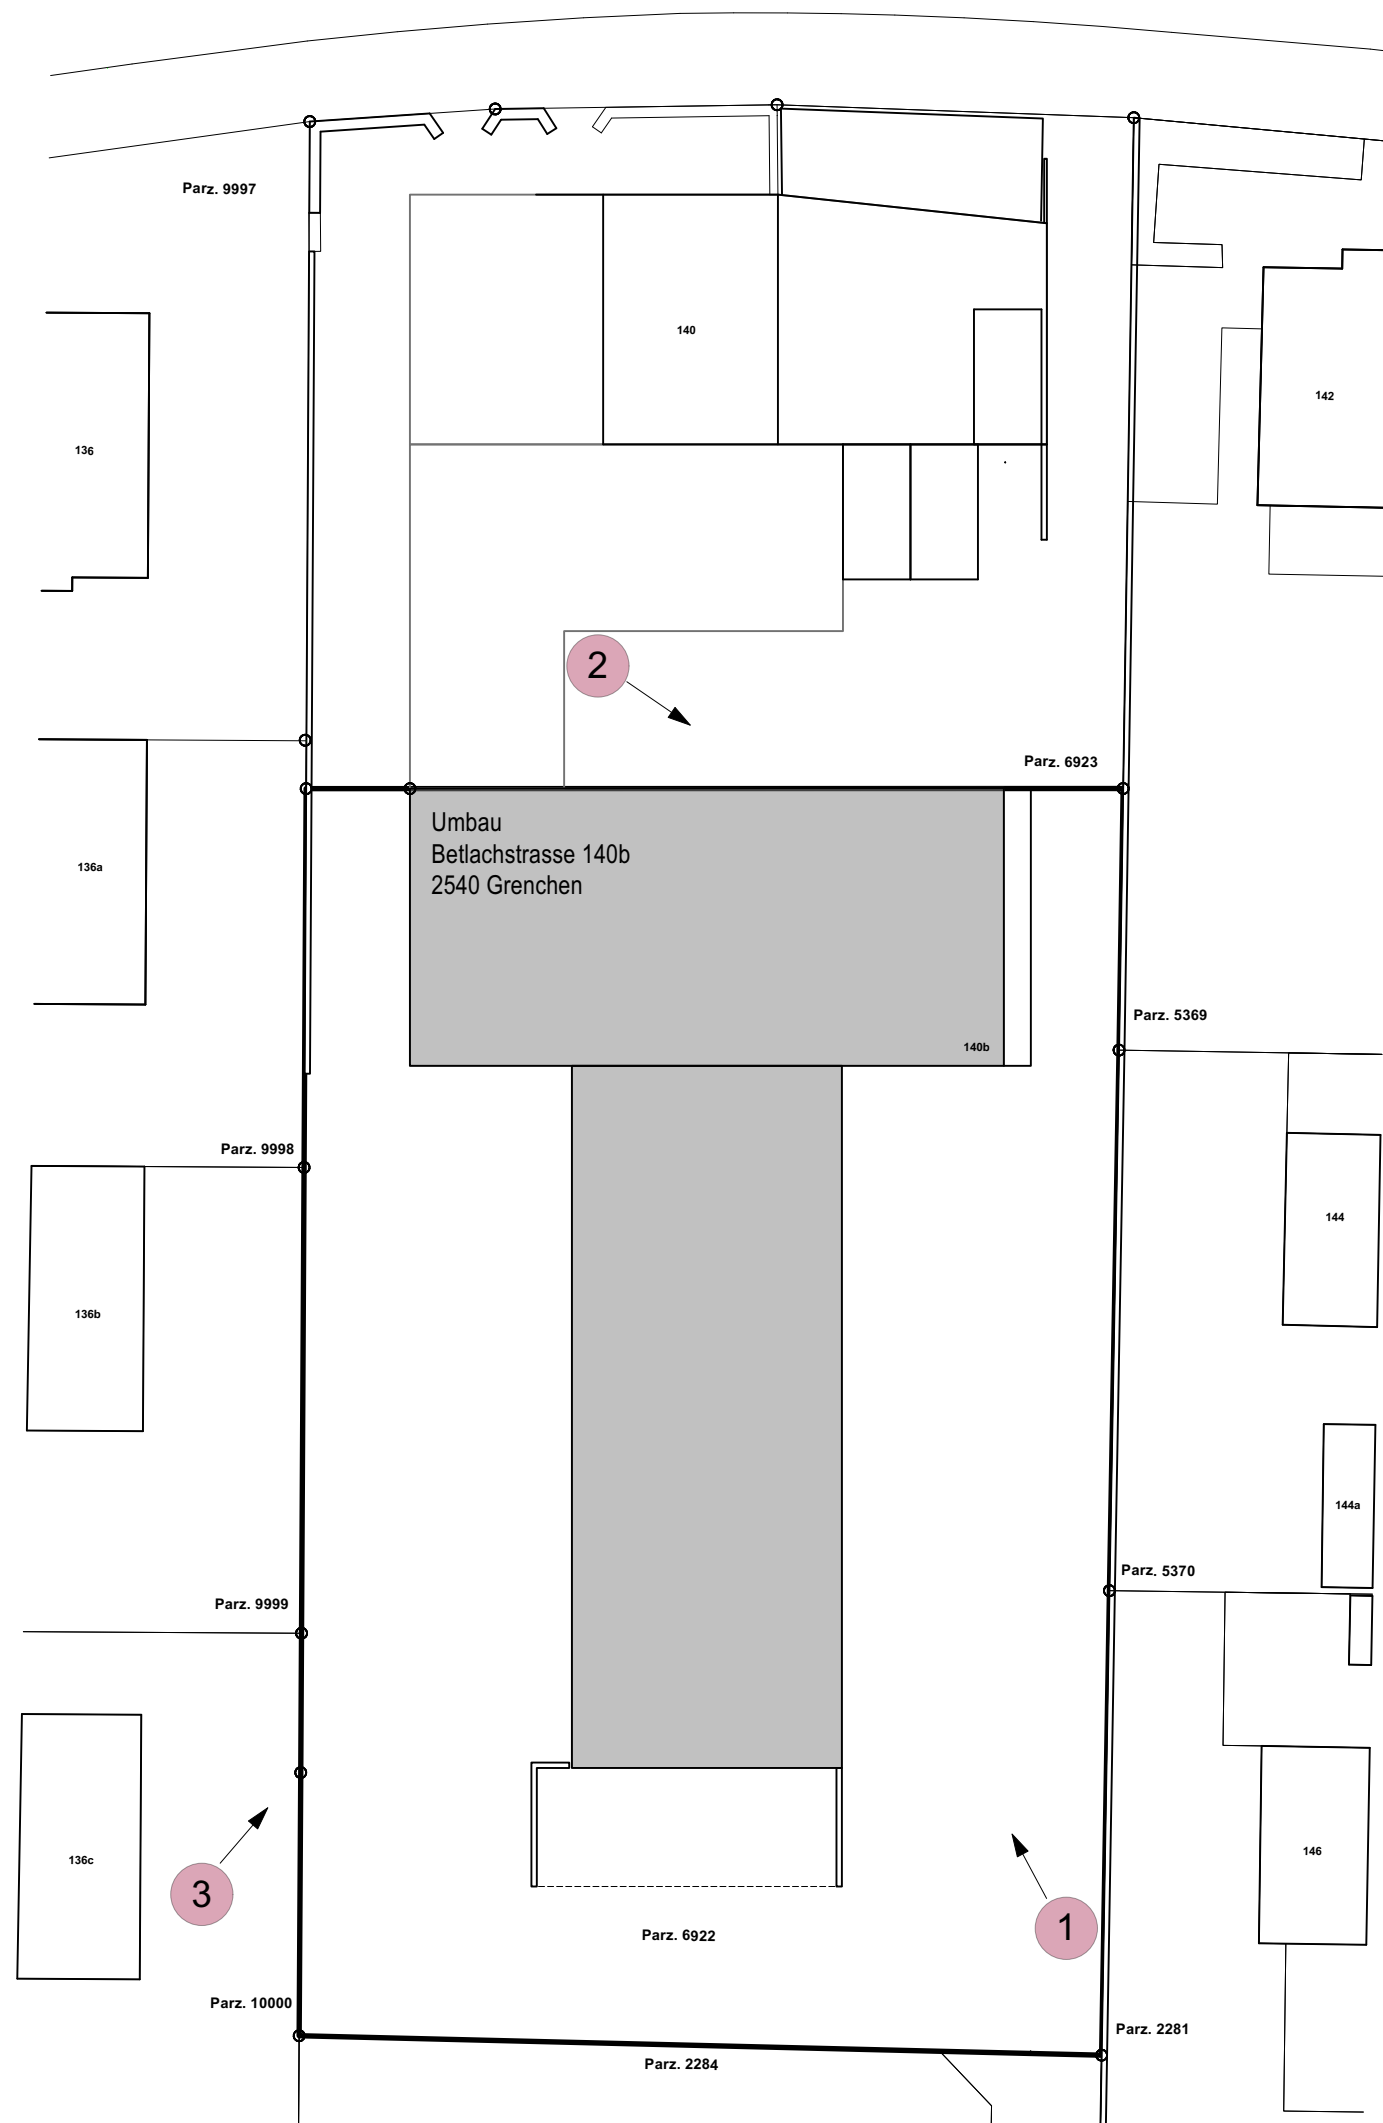 Parz. 9997
140
142
136
2
Parz. 6923
Umbau
Betlachstrasse 140b
2540 Grenchen
136a
Parz. 5369
140b
Parz. 9998
144
136b
144a
Parz. 5370
Parz. 9999
146
136c
3
1
Parz. 6922
Parz. 10000
Parz. 2281
Parz. 2284